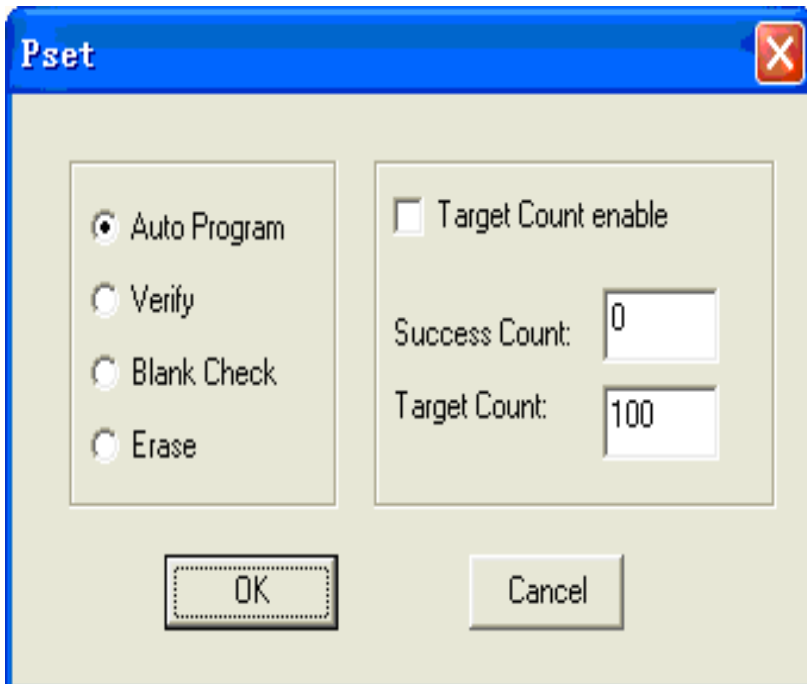 Pset
Auto Program
Verify
Blank Check
Erase
Target Count enable
Success Count: 0
Target Count: 100
OK
Cancel